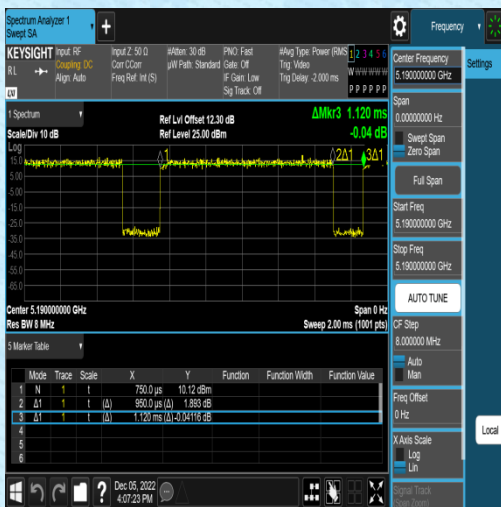 Spectrum Analyzer 1
Swept SA
+
Frequency
KEYSIGHT
RL
Input: RF
Coupling: DC
Align: Auto
Input Z: 50 Ω
Corr CCorr
Freq Ref: Int (S)
#Atten: 30 dB
µW Path: Standard
PNO: Fast
Gate: Off
IF Gain: Low
Sig Track: Off
#Avg Type: Power (RMS
Trig: Video
Trig Delay: -2.000 ms
1 2 3 4 5 6
W W W W W W
P P P P P P
LXI
1 Spectrum
Scale/Div 10 dB
Ref Lvl Offset 12.30 dB
Ref Level 25.00 dBm
ΔMkr3 1.120 ms
-0.04 dB
Log
15.0
5.00
-5.00
-15.0
-25.0
-35.0
-45.0
-55.0
-65.0
1
2Δ1
3Δ1
Center 5.190000000 GHz
Res BW 8 MHz
Span 0 Hz
Sweep 2.00 ms (1001 pts)
5 Marker Table
Mode Trace Scale X Y Function Function Width Function Value
1 N 1 t 750.0 µs 10.12 dBm
2 Δ1 1 t (Δ) 950.0 µs (Δ) 1.893 dB
3 Δ1 1 t (Δ) 1.120 ms (Δ) -0.04116 dB
4
5
6
Center Frequency
5.190000000 GHz
Span
0.00000000 Hz
Swept Span
Zero Span
Full Span
Start Freq
5.190000000 GHz
Stop Freq
5.190000000 GHz
AUTO TUNE
CF Step
8.000000 MHz
Auto
Man
Freq Offset
0 Hz
X Axis Scale
Log
Lin
Signal Track
(Span Zoom)
Settings
Local
?
Dec 05, 2022
4:07:23 PM